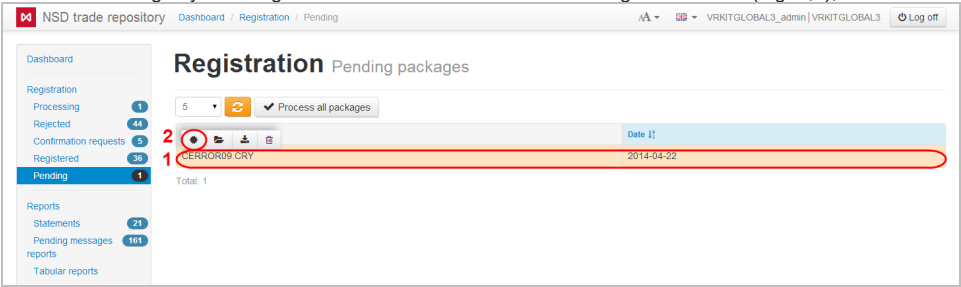 NSD trade repository Dashboard / Registration / Pending AA VRKITGLOBAL3_admin | VRKITGLOBAL3 Log off
Dashboard
Registration
Processing 1
Rejected 44
Confirmation requests 5
Registered 36
Pending 1
Reports
Statements 21
Pending messages 161
reports
Tabular reports
Registration Pending packages
5 Process all packages
2 Date
1 CERROR09.CRY 2014-04-22
Total: 1